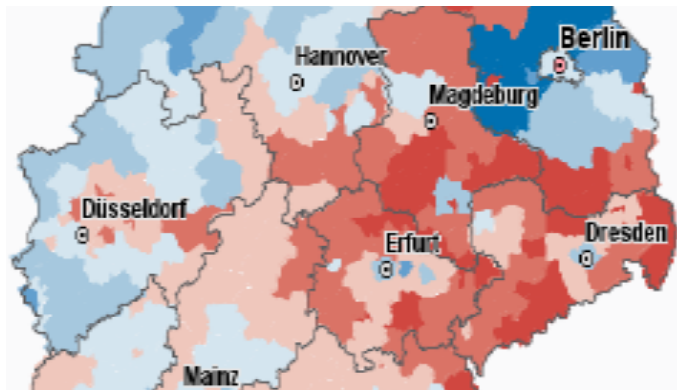 Berlin
Hannover
Magdeburg
Düsseldorf
Erfurt
Dresden
Mainz